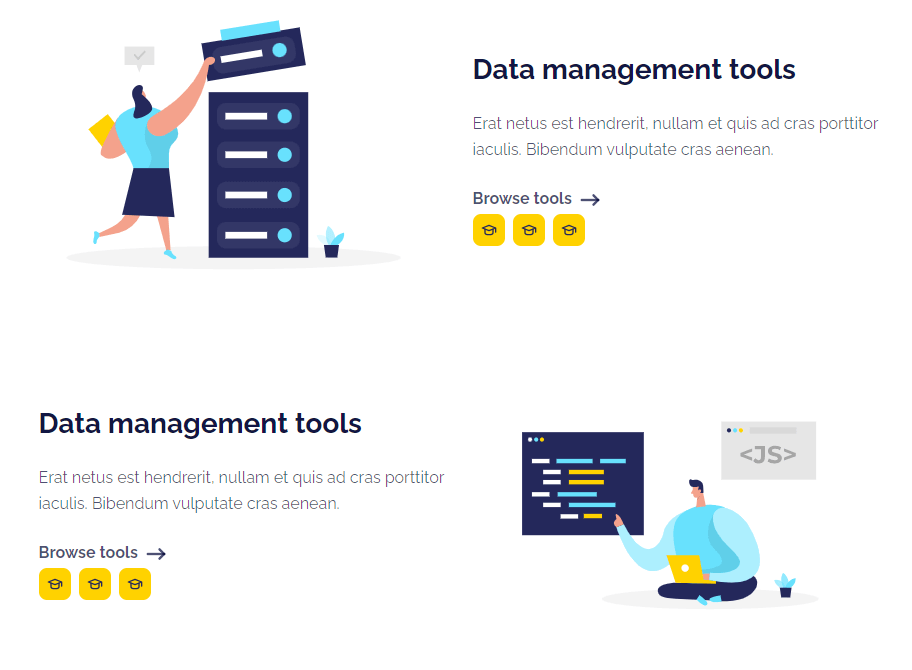 Data management tools
Erat netus est hendrerit, nullam et quis ad cras porttitor
iaculis. Bibendum vulputate cras aenean.
Browse tools
Data management tools
Erat netus est hendrerit, nullam et quis ad cras porttitor
iaculis. Bibendum vulputate cras aenean.
Browse tools
<JS>